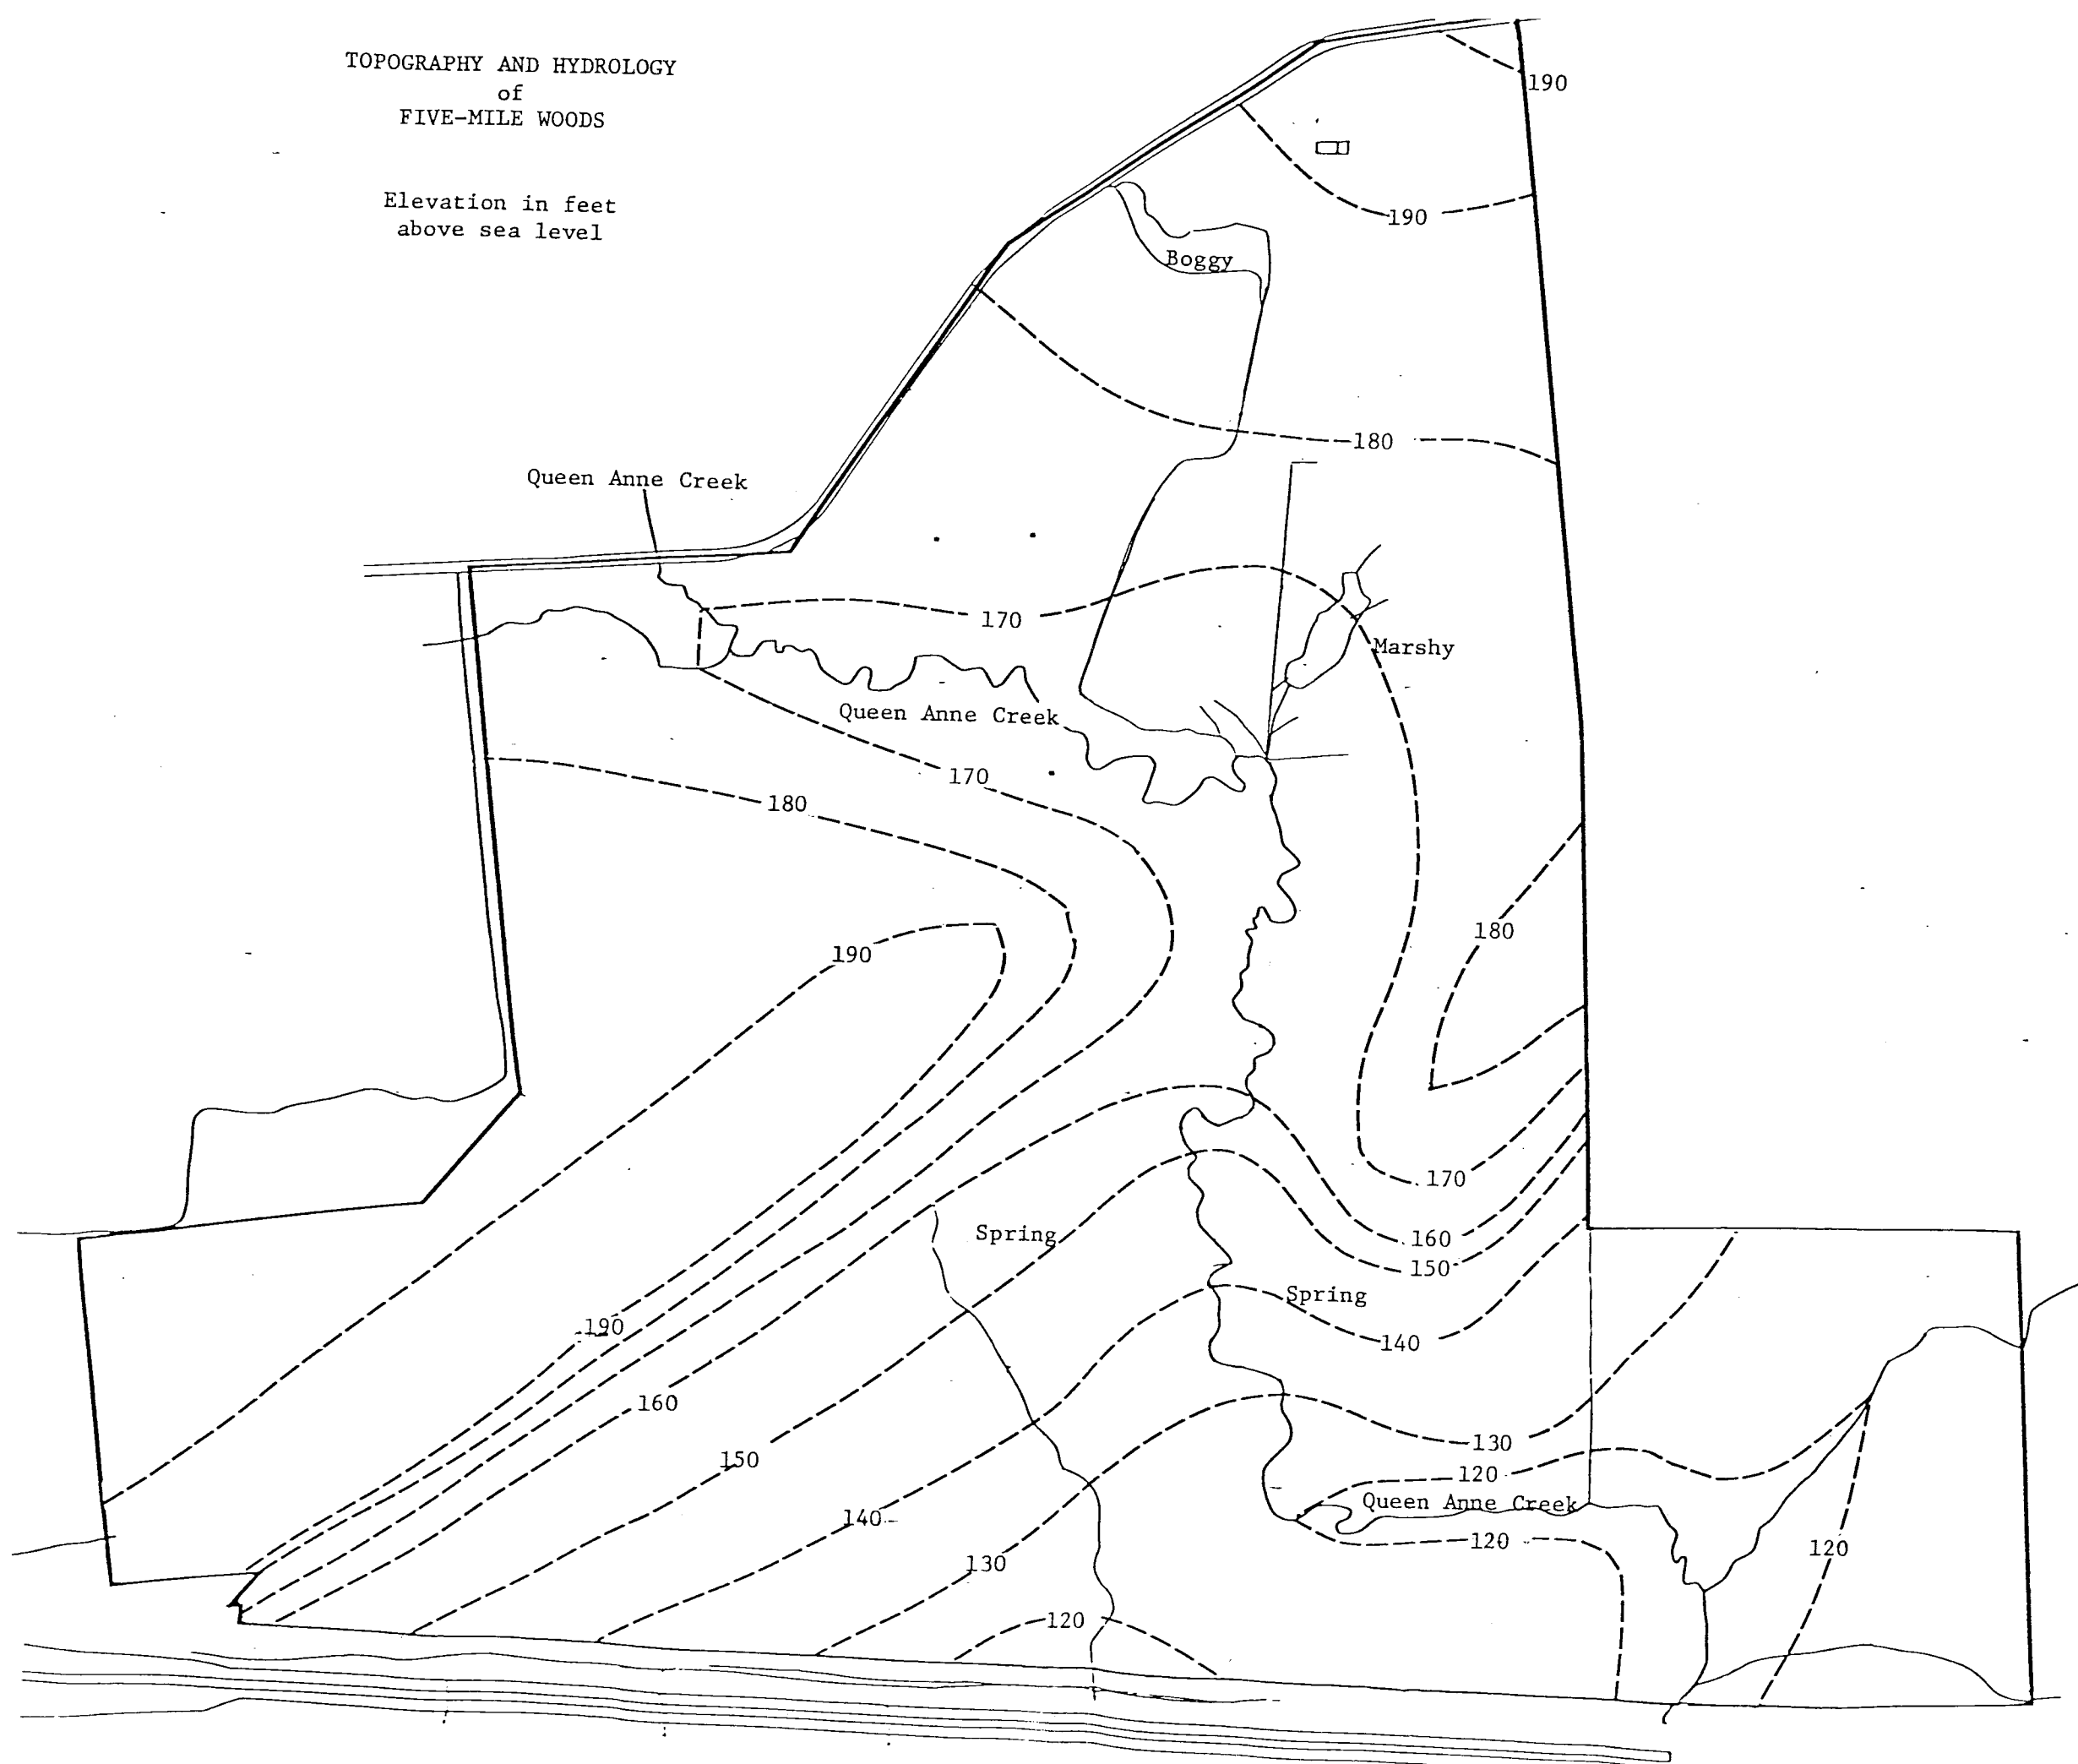 TOPOGRAPHY AND HYDROLOGY
of
FIVE-MILE WOODS
Elevation in feet
above sea level
190
190
Boggy
180
Queen Anne Creek
170
Marshy
Queen Anne Creek
170
180
180
190
170
Spring
160
150
Spring
190
140
160
130
150
120
Queen Anne Creek
140
120
120
130
120